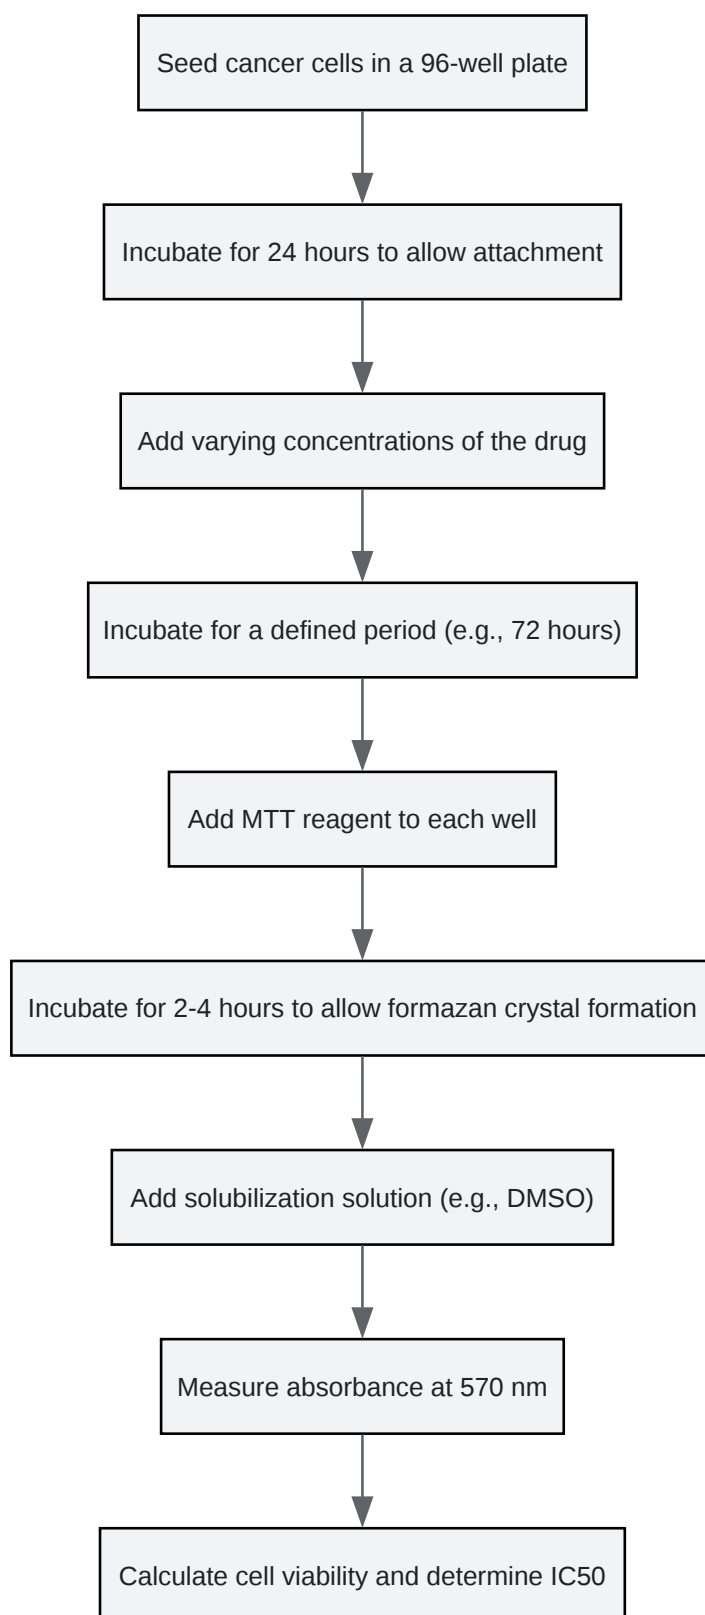 Seed cancer cells in a 96-well plate
Incubate for 24 hours to allow attachment
Add varying concentrations of the drug
Incubate for a defined period (e.g., 72 hours)
Add MTT reagent to each well
Incubate for 2-4 hours to allow formazan crystal formation
Add solubilization solution (e.g., DMSO)
Measure absorbance at 570 nm
Calculate cell viability and determine IC50